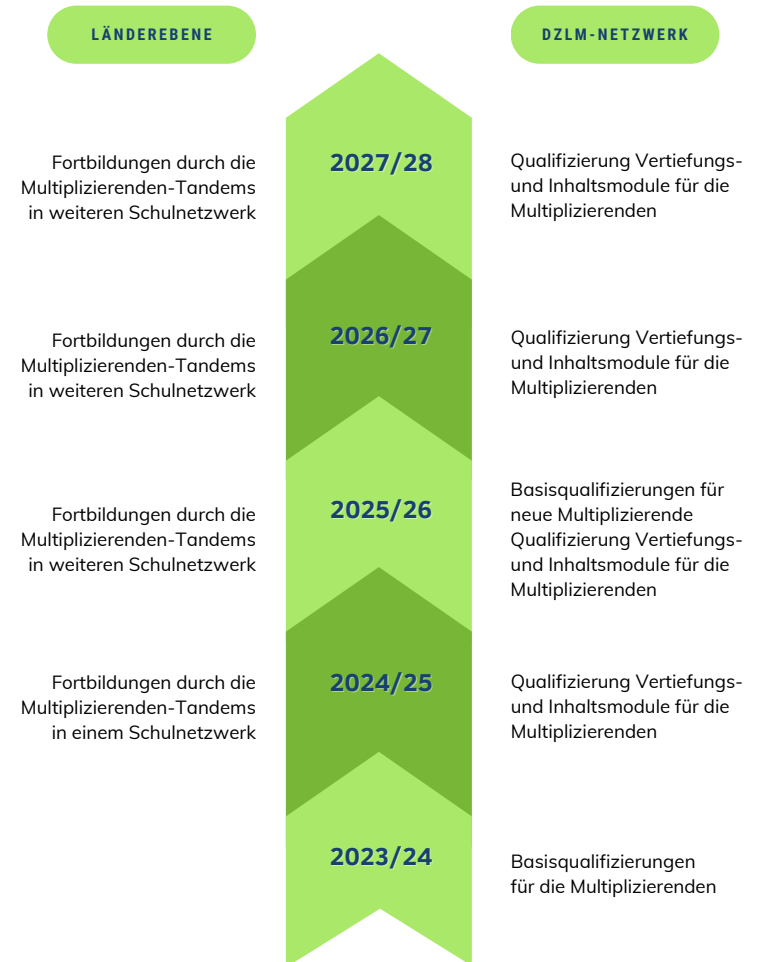 LÄNDEREBENE
DZLM-NETZWERK
Fortbildungen durch die
Multiplizierenden-Tandems
in weiteren Schulnetzwerk
2027/28
Qualifizierung Vertiefungs-
und Inhaltsmodule für die
Multiplizierenden
Fortbildungen durch die
Multiplizierenden-Tandems
in weiteren Schulnetzwerk
2026/27
Qualifizierung Vertiefungs-
und Inhaltsmodule für die
Multiplizierenden
Fortbildungen durch die
Multiplizierenden-Tandems
in weiteren Schulnetzwerk
2025/26
Basisqualifizierungen für
neue Multiplizierende
Qualifizierung Vertiefungs-
und Inhaltsmodule für die
Multiplizierenden
Fortbildungen durch die
Multiplizierenden-Tandems
in einem Schulnetzwerk
2024/25
Qualifizierung Vertiefungs-
und Inhaltsmodule für die
Multiplizierenden
2023/24
Basisqualifizierungen
für die Multiplizierenden